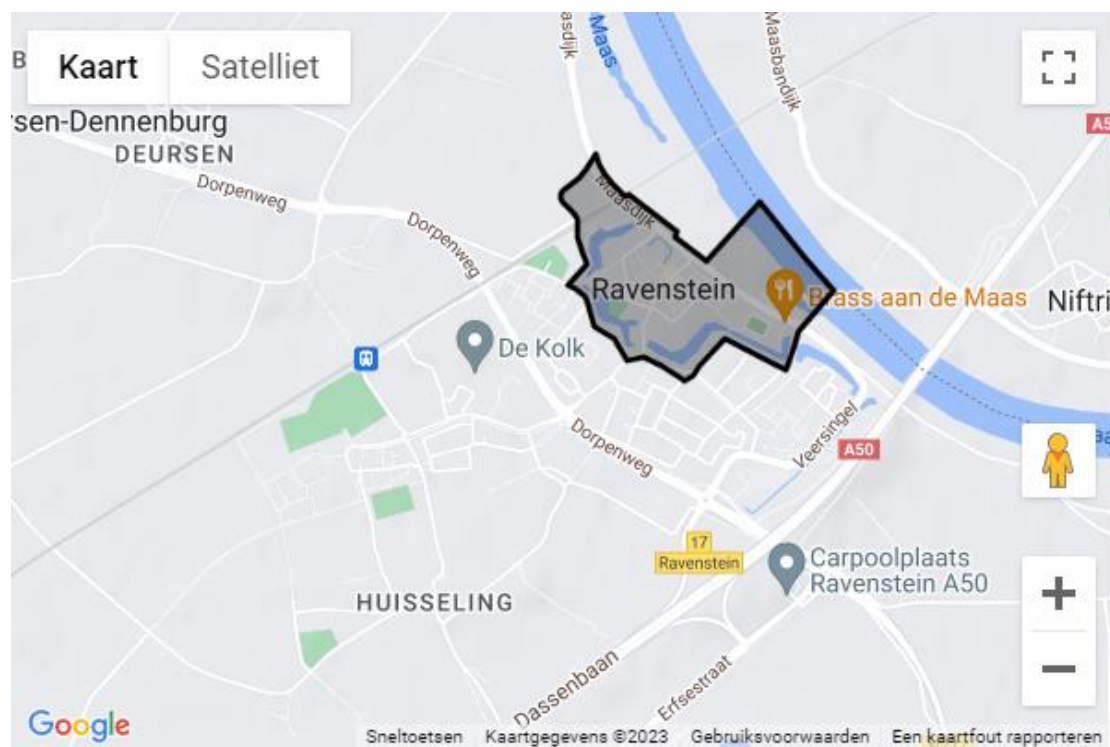 Kaart
Satelliet
Maasdijk
Maas
Maasbandijk
sen-Dennenburg
DEURSEN
Dorpenweg
Dorpenweg
Maasdijk
Ravenstein
Brass aan de Maas
Niftri
De Kolk
Dorpenweg
Veersingel
A50
17
Ravenstein
Carpoolplaats
Ravenstein A50
HUISSELING
Dassenbaan
Erfsestraat
Google
Sneltoetsen
Kaartgegevens ©2023
Gebruiksvoorwaarden
Een kaartfout rapporteren